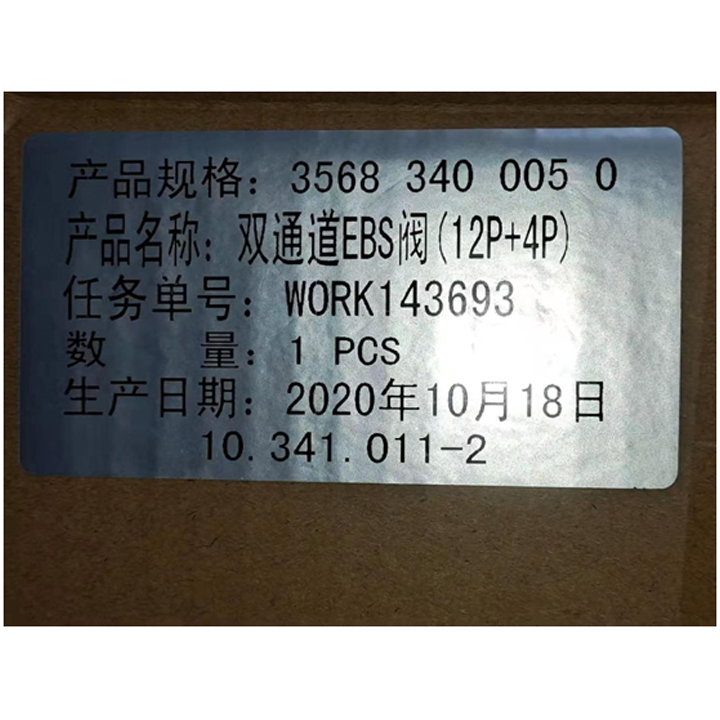 产品规格: 3568 340 005 0
产品名称: 双通道EBS阀(12P+4P)
任务单号: WORK143693
数 量: 1 PCS
生产日期: 2020年10月18日
10.341.011-2